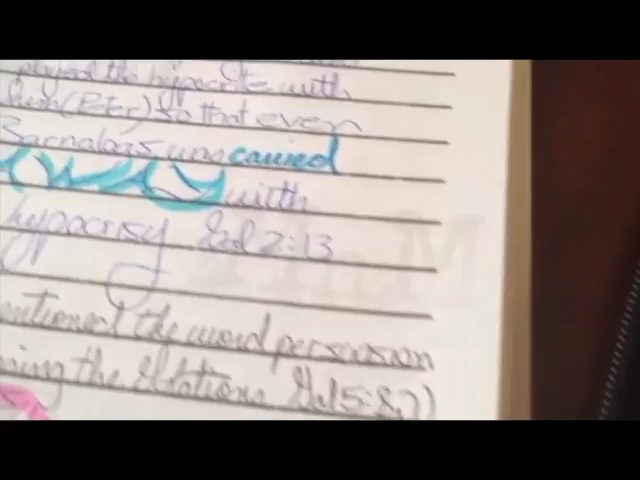 played the hypocrite with
him (Peter) so that even
Barnabas was carried
AWAY with
hypocrisy Gal 2:13
the word persuasion
the Galatians Gal 5:8